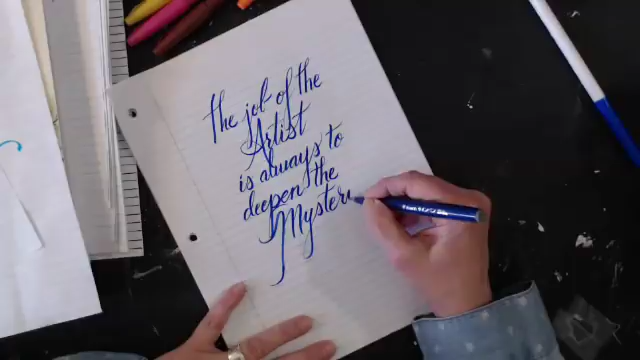 the job of the
Artist
is always to
deepen the
Myster